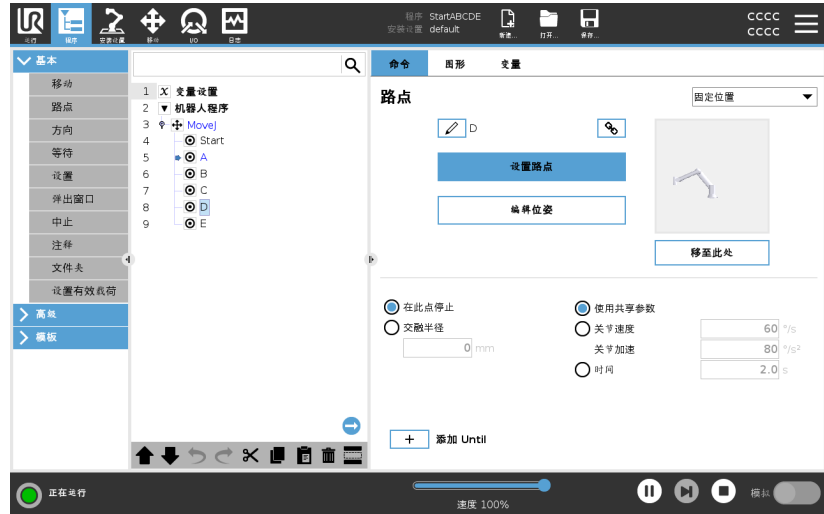 UR
运行
程序
安装设置
移动
I/O
日志
程序 StartABCDE
安装设置 default
新建...
打开...
保存...
CCCC
CCCC
基本
移动
路点
方向
等待
设置
弹出窗口
中止
注释
文件夹
设置有效载荷
高级
模板
1 X 变量设置
2 机器人程序
3 MoveJ
4 Start
5 A
6 B
7 C
8 D
9 E
命令 图形 变量
路点
固定位置
D
设置路点
编辑位姿
移至此处
在此点停止
交融半径
0 mm
使用共享参数
关节速度 60 °/s
关节加速 80 °/s²
时间 2.0 s
+ 添加 Until
正在运行
速度 100%
模拟